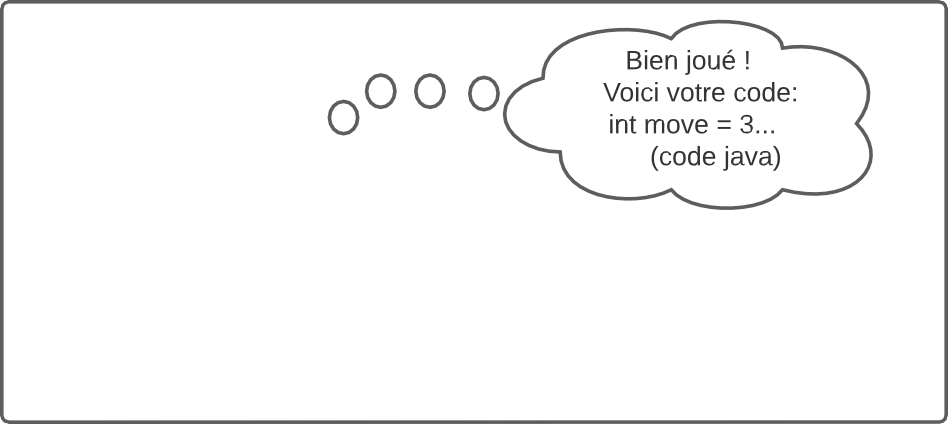 Bien joué !
Voici votre code:
int move = 3...
(code java)